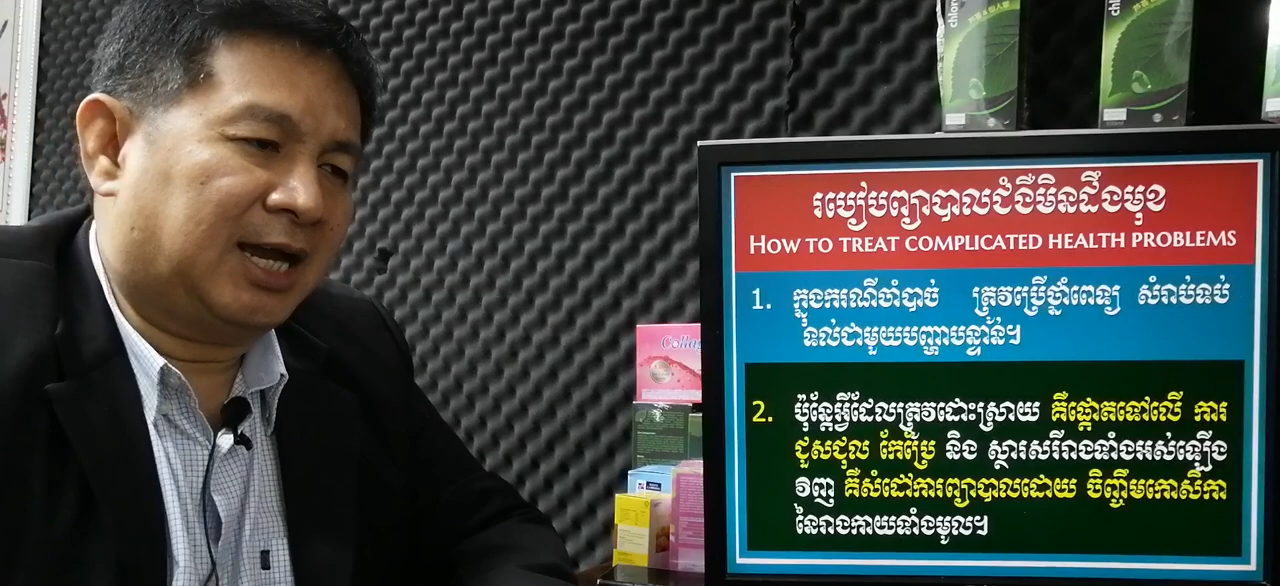 chlor
chlor
របៀបព្យាបាលជំងឺមិនដឹងមុខ
HOW TO TREAT COMPLICATED HEALTH PROBLEMS
1. ក្នុងករណីចាំបាច់ ត្រូវប្រើថ្នាំពេទ្យ សំរាប់ទប់
ទល់ជាមួយបញ្ហាបន្ទាន់។
Colla
2. ប៉ុន្តែអ្វីដែលត្រូវដោះស្រាយ គឺផ្តោតទៅលើ ការ
ជួសជុល កែប្រែ និង ស្តារសរីរាងទាំងអស់ឡើង
វិញ គឺសំដៅការព្យាបាលដោយ ចិញ្ចឹមកោសិកា
នៃរាងកាយទាំងមូល។